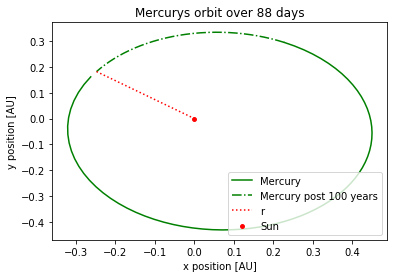 Mercurys orbit over 88 days
y position [AU]
0.3
0.2
0.1
0.0
−0.1
−0.2
−0.3
−0.4
Mercury
Mercury post 100 years
r
Sun
−0.3 −0.2 −0.1 0.0 0.1 0.2 0.3 0.4
x position [AU]